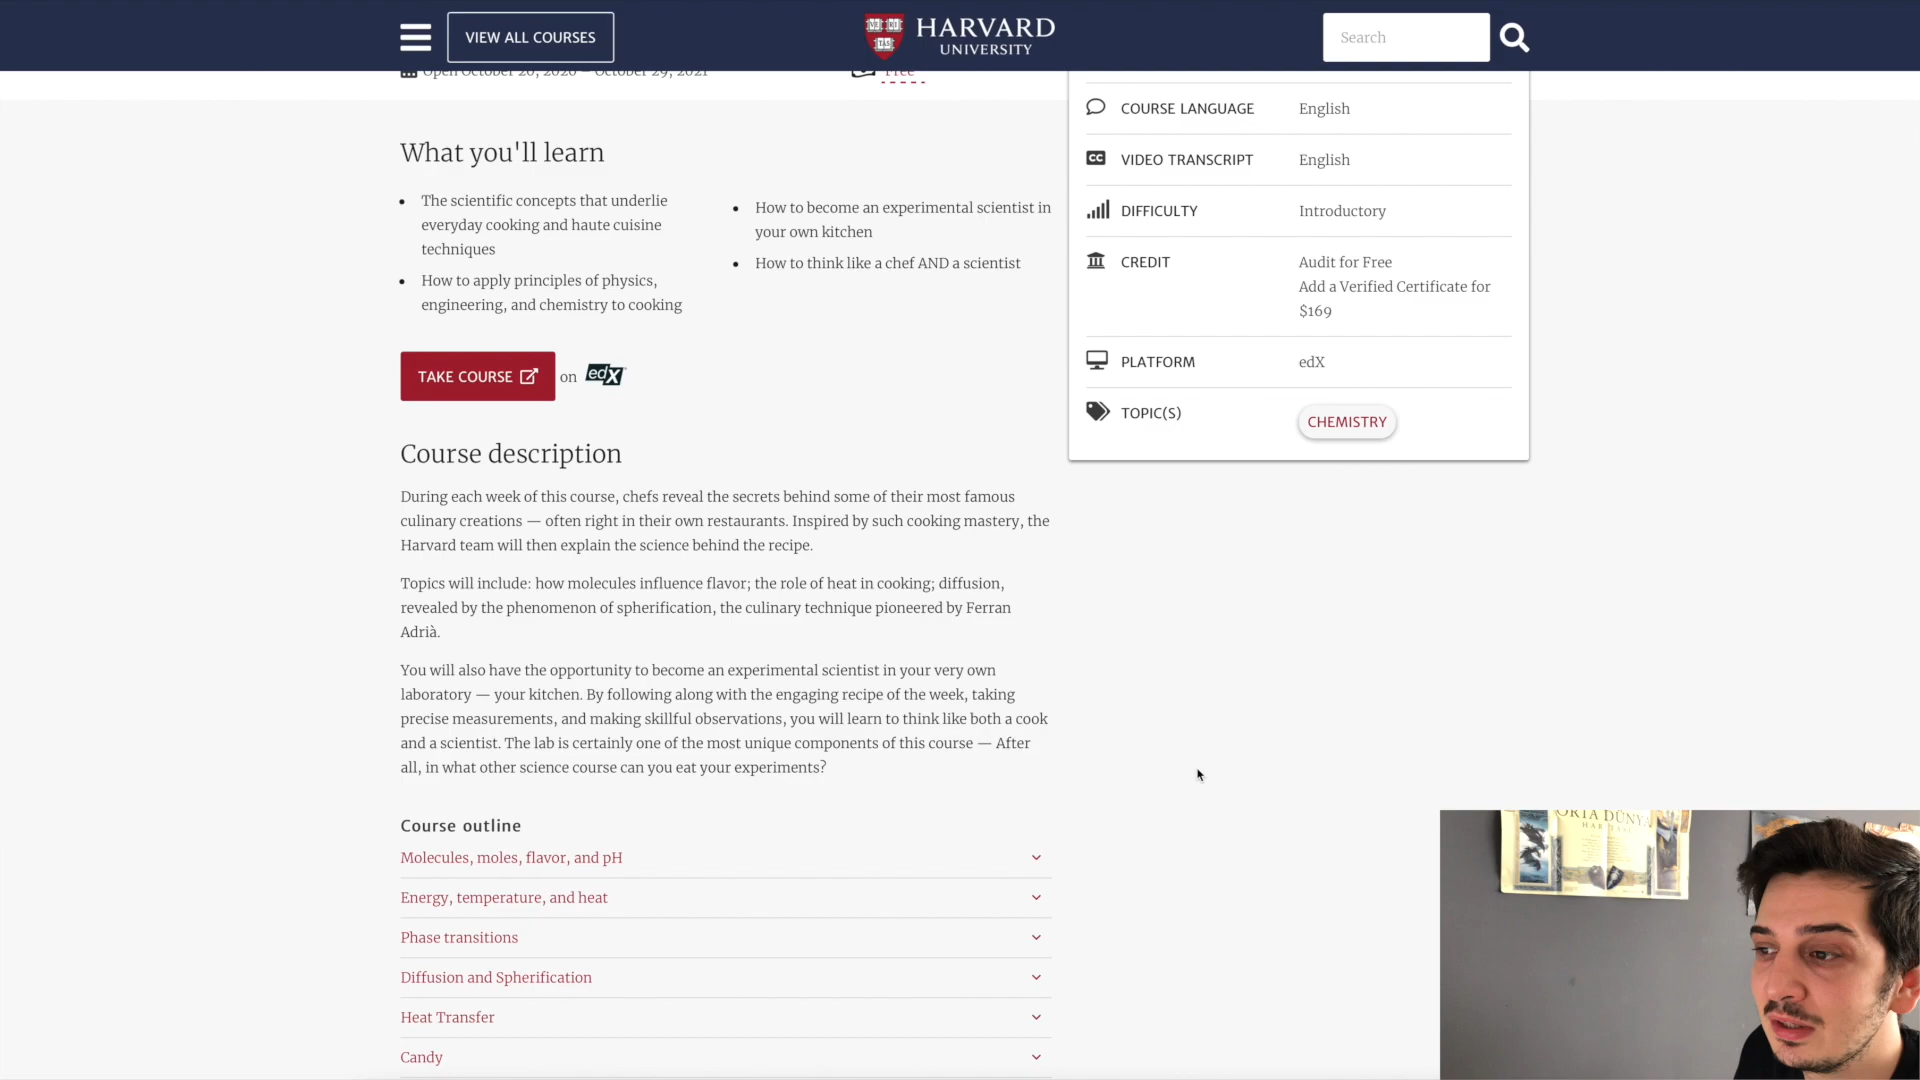 VIEW ALL COURSES
HARVARD
UNIVERSITY
Search
Open October 20, 2020 – October 29, 2021
Free
What you'll learn
The scientific concepts that underlie
everyday cooking and haute cuisine
techniques
How to apply principles of physics,
engineering, and chemistry to cooking
How to become an experimental scientist in
your own kitchen
How to think like a chef AND a scientist
TAKE COURSE
on edX
Course description
During each week of this course, chefs reveal the secrets behind some of their most famous
culinary creations — often right in their own restaurants. Inspired by such cooking mastery, the
Harvard team will then explain the science behind the recipe.
Topics will include: how molecules influence flavor; the role of heat in cooking; diffusion,
revealed by the phenomenon of spherification, the culinary technique pioneered by Ferran
Adrià.
You will also have the opportunity to become an experimental scientist in your very own
laboratory — your kitchen. By following along with the engaging recipe of the week, taking
precise measurements, and making skillful observations, you will learn to think like both a cook
and a scientist. The lab is certainly one of the most unique components of this course — After
all, in what other science course can you eat your experiments?
Course outline
Molecules, moles, flavor, and pH
Energy, temperature, and heat
Phase transitions
Diffusion and Spherification
Heat Transfer
Candy
COURSE LANGUAGE English
CC VIDEO TRANSCRIPT English
DIFFICULTY Introductory
CREDIT Audit for Free
Add a Verified Certificate for
$169
PLATFORM edX
TOPIC(S) CHEMISTRY
ORTA DÜNYA